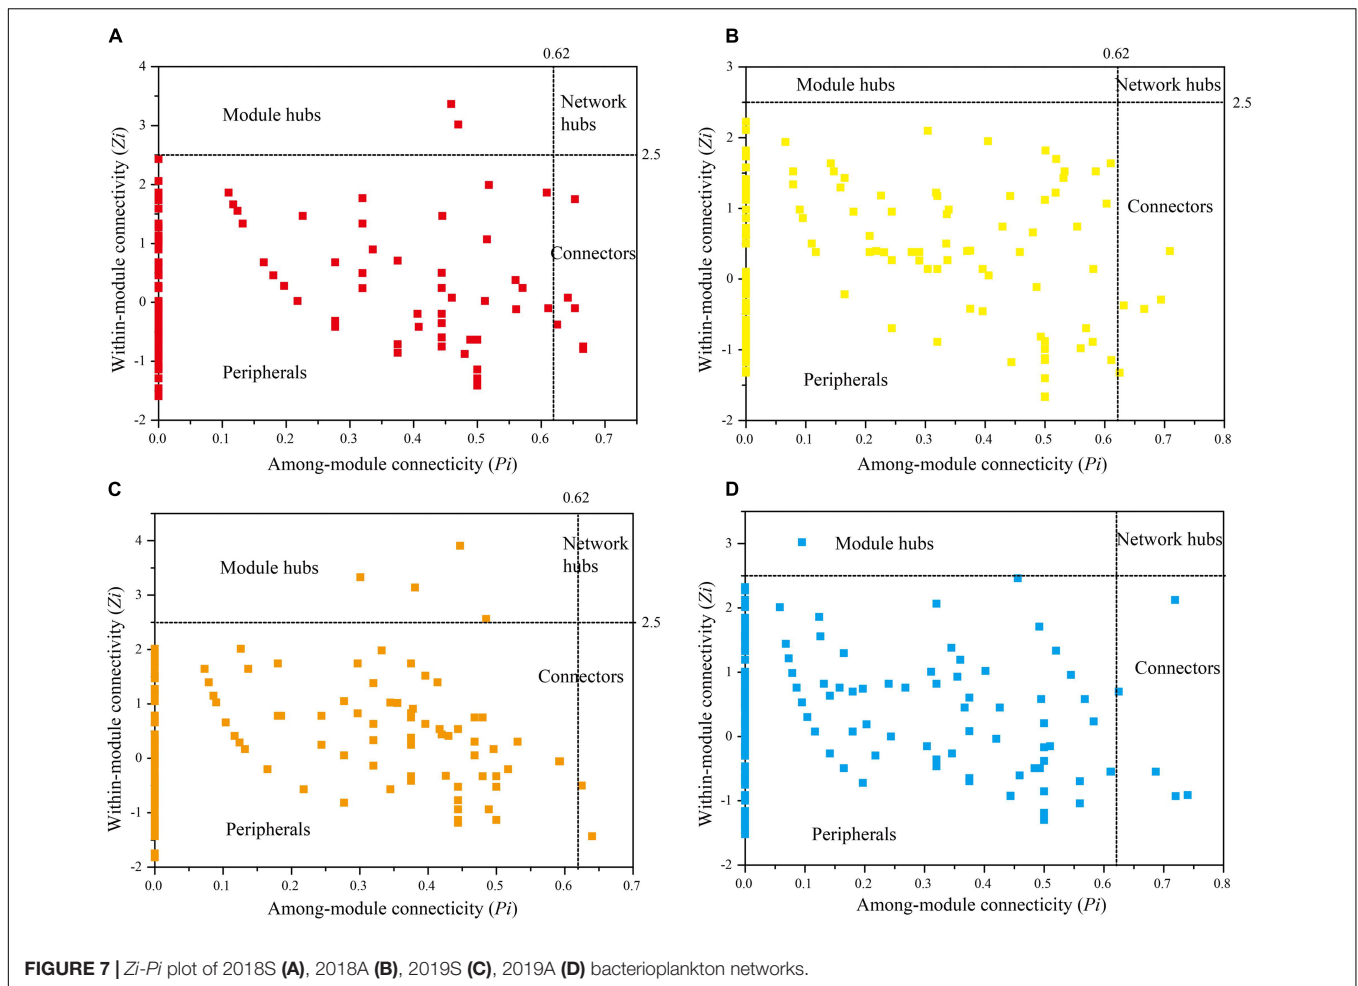 A
0.62
4
3
2
1
0
-1
-2
Within-module connectivity (Zi)
Module hubs
Network
hubs
2.5
Connectors
Peripherals
0.0 0.1 0.2 0.3 0.4 0.5 0.6 0.7
Among-module connecticity (Pi)
B
0.62
3
2
1
0
-1
-2
Within-module connectivity (Zi)
Module hubs
Network hubs
2.5
Connectors
Peripherals
0.0 0.1 0.2 0.3 0.4 0.5 0.6 0.7 0.8
Among-module connecticity (Pi)
C
0.62
4
3
2
1
0
-1
-2
Within-module connectivity (Zi)
Module hubs
Network
hubs
2.5
Connectors
Peripherals
0.0 0.1 0.2 0.3 0.4 0.5 0.6 0.7
Among-module connecticity (Pi)
D
3
2
1
0
-1
-2
Within-module connectivity (Zi)
Module hubs
Network hubs
Connectors
Peripherals
0.0 0.1 0.2 0.3 0.4 0.5 0.6 0.7 0.8
Among-module connecticity (Pi)
FIGURE 7 | Zi-Pi plot of 2018S (A), 2018A (B), 2019S (C), 2019A (D) bacterioplankton networks.